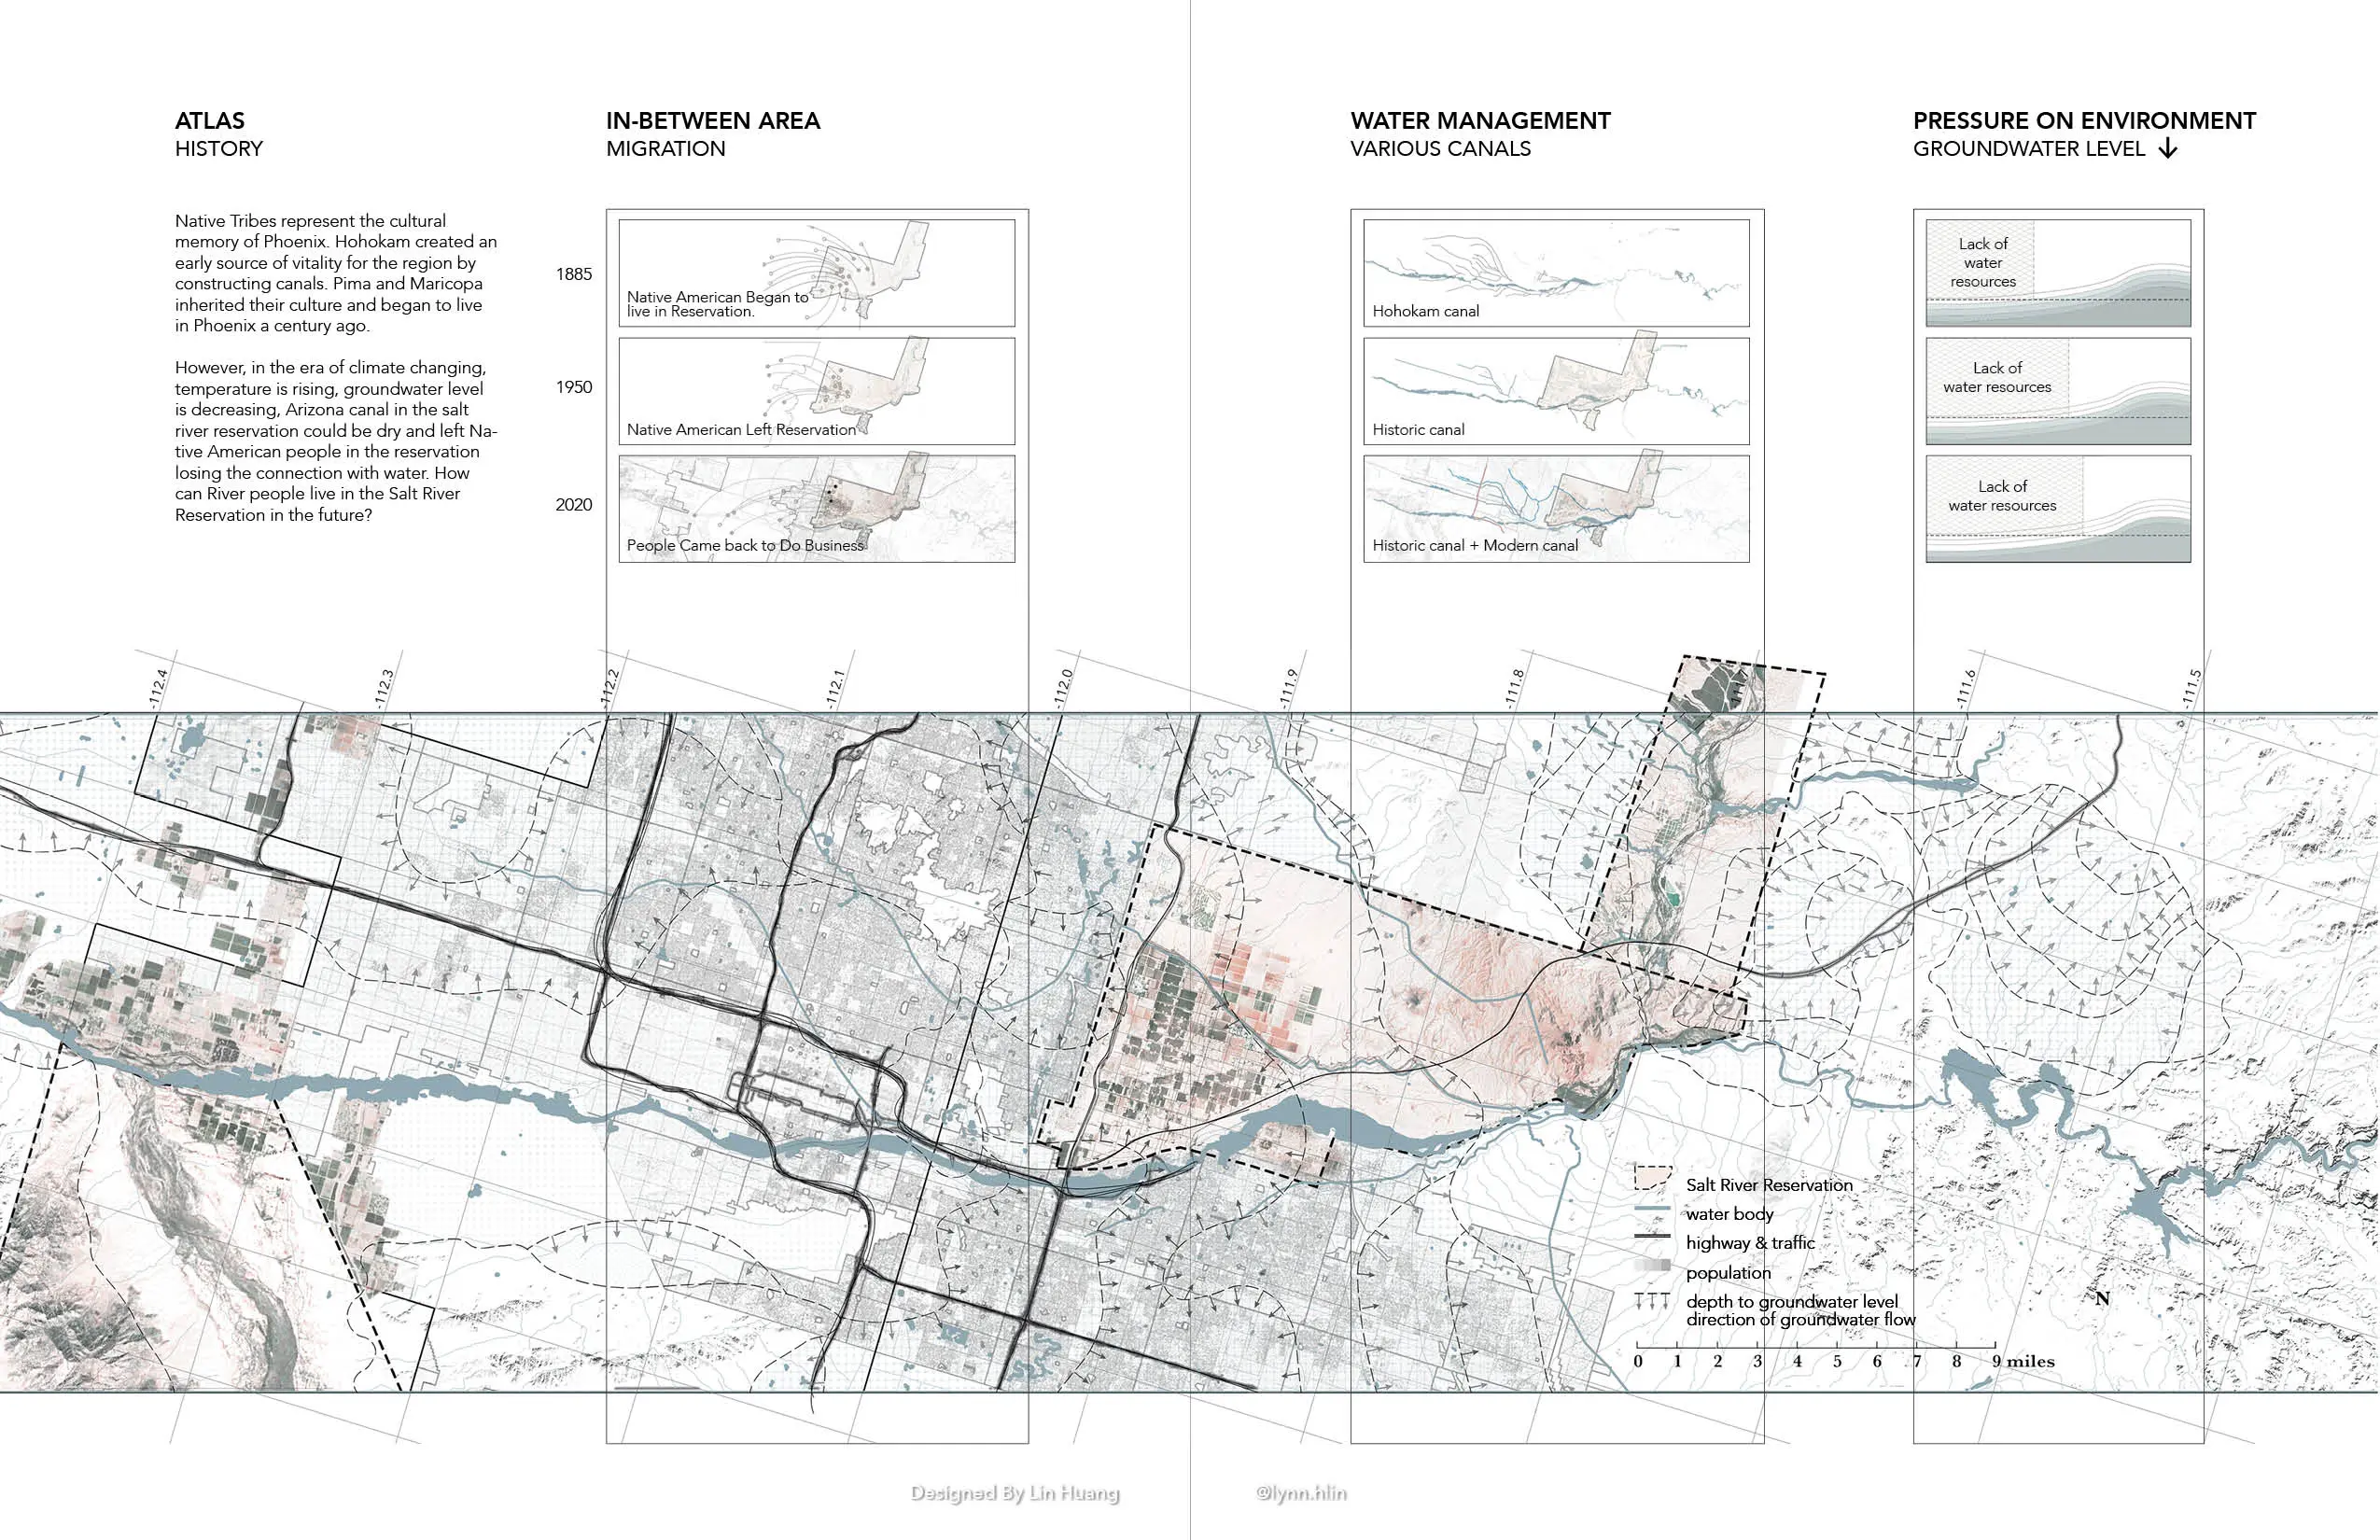 ATLAS
HISTORY
Native Tribes represent the cultural
memory of Phoenix. Hohokam created an
early source of vitality for the region by
constructing canals. Pima and Maricopa
inherited their culture and began to live
in Phoenix a century ago.
However, in the era of climate changing,
temperature is rising, groundwater level
is decreasing, Arizona canal in the salt
river reservation could be dry and left Na-
tive American people in the reservation
losing the connection with water. How
can River people live in the Salt River
Reservation in the future?
IN-BETWEEN AREA
MIGRATION
1885
Native American Began to
live in Reservation.
1950
Native American Left Reservation
2020
People Came back to Do Business
WATER MANAGEMENT
VARIOUS CANALS
Hohokam canal
Historic canal
Historic canal + Modern canal
PRESSURE ON ENVIRONMENT
GROUNDWATER LEVEL ↓
Lack of
water
resources
Lack of
water resources
Lack of
water resources
-112.4
-112.3
-112.2
-112.1
-112.0
-111.9
-111.8
-111.6
-111.5
Salt River Reservation
water body
highway & traffic
population
depth to groundwater level
direction of groundwater flow
N
0 1 2 3 4 5 6 7 8 9 miles
Designed By Lin Huang
@lynn.hlin